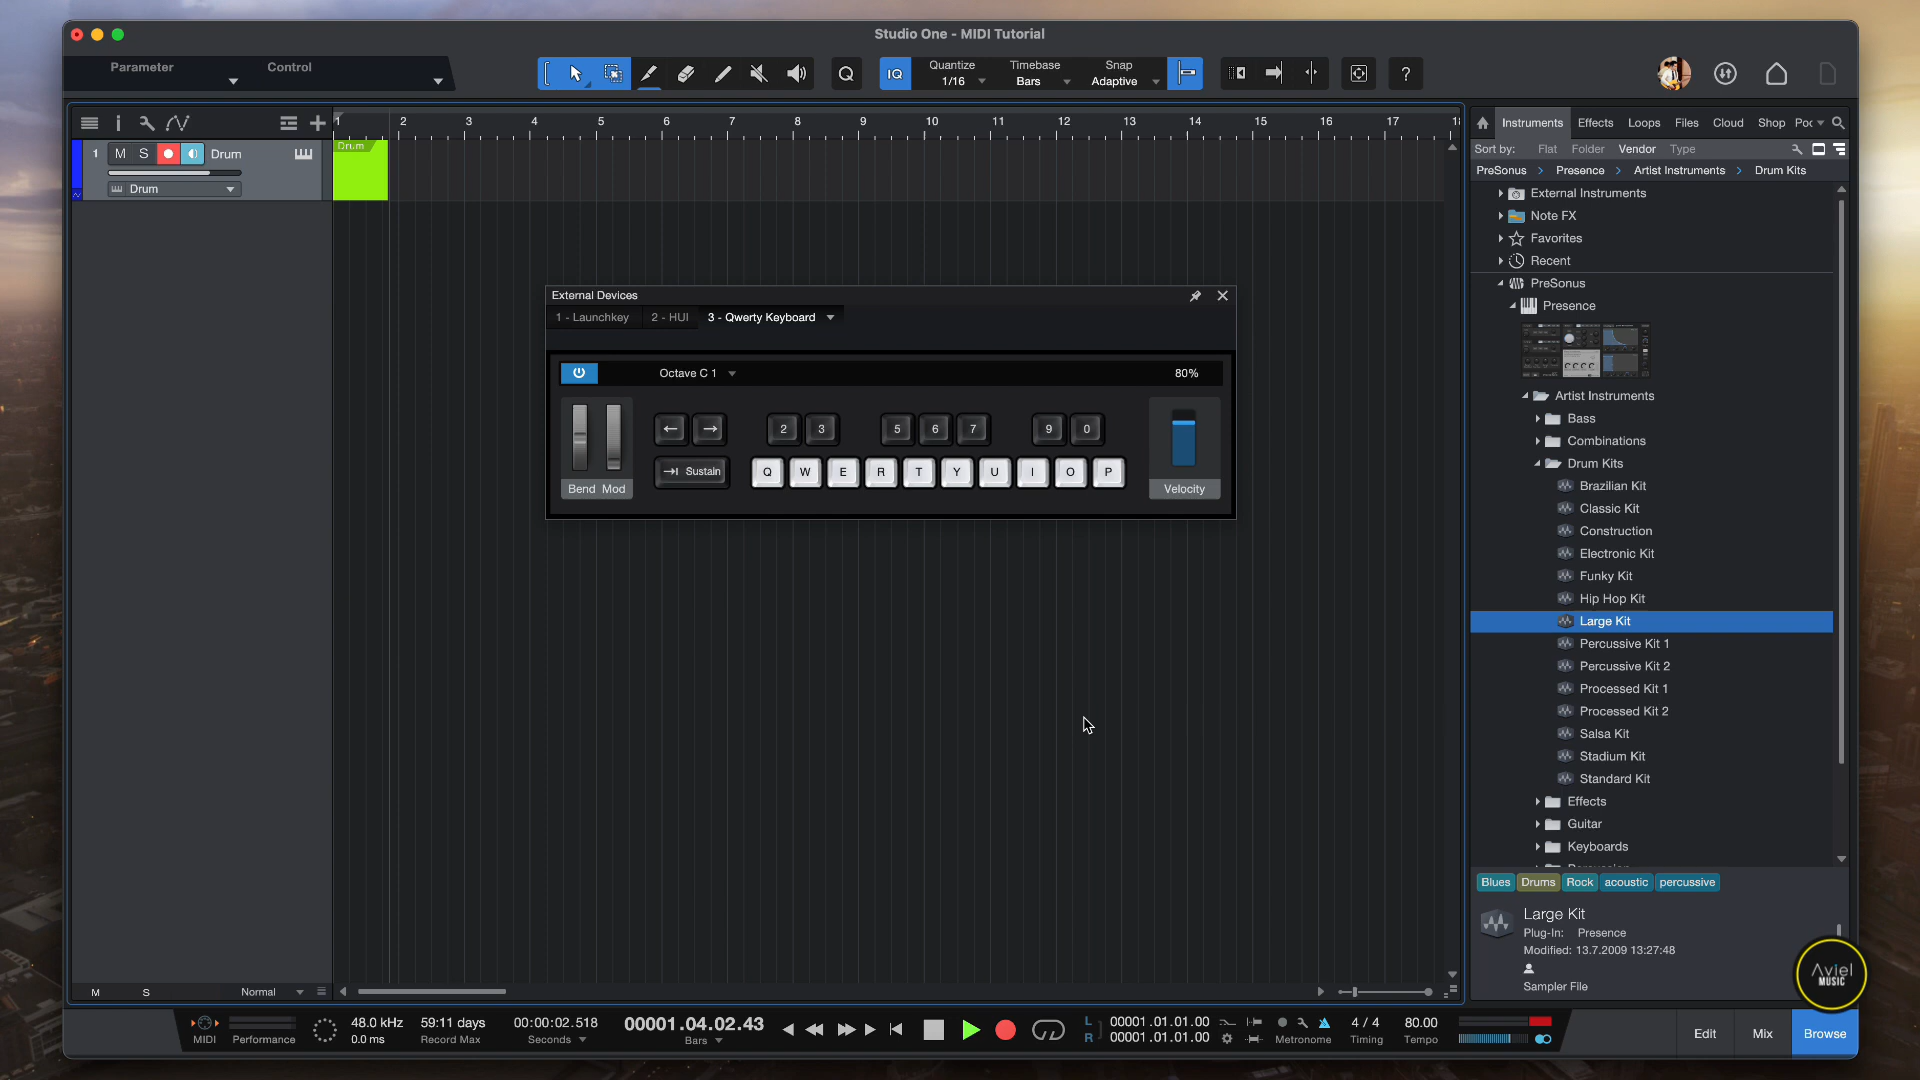 Studio One - MIDI Tutorial
Parameter
Control
Quantize
1/16
Timebase
Bars
Snap
Adaptive
Q
IQ
?
1 2 3 4 5 6 7 8 9 10 11 12 13 14 15 16 17
1 M S Drum
Drum
Drum
External Devices
1 - Launchkey 2 - HUI 3 - Qwerty Keyboard
Octave C 1
80%
2 3 5 6 7 9 0
Sustain
Q W E R T Y U I O P
Bend Mod
Velocity
Instruments Effects Loops Files Cloud Shop Poc
Sort by: Flat Folder Vendor Type
PreSonus > Presence > Artist Instruments > Drum Kits
External Instruments
Note FX
Favorites
Recent
PreSonus
Presence
Artist Instruments
Bass
Combinations
Drum Kits
Brazilian Kit
Classic Kit
Construction
Electronic Kit
Funky Kit
Hip Hop Kit
Large Kit
Percussive Kit 1
Percussive Kit 2
Processed Kit 1
Processed Kit 2
Salsa Kit
Stadium Kit
Standard Kit
Effects
Guitar
Keyboards
Blues Drums Rock acoustic percussive
Large Kit
Plug-In: Presence
Modified: 13.7.2009 13:27:48
Sampler File
Aviel
MUSIC
M S Normal
MIDI
Performance
48.0 kHz
0.0 ms
59:11 days
Record Max
00:00:02.518
Seconds
00001.04.02.43
Bars
L 00001.01.01.00
R 00001.01.01.00
Metronome
4 / 4
Timing
80.00
Tempo
Edit
Mix
Browse